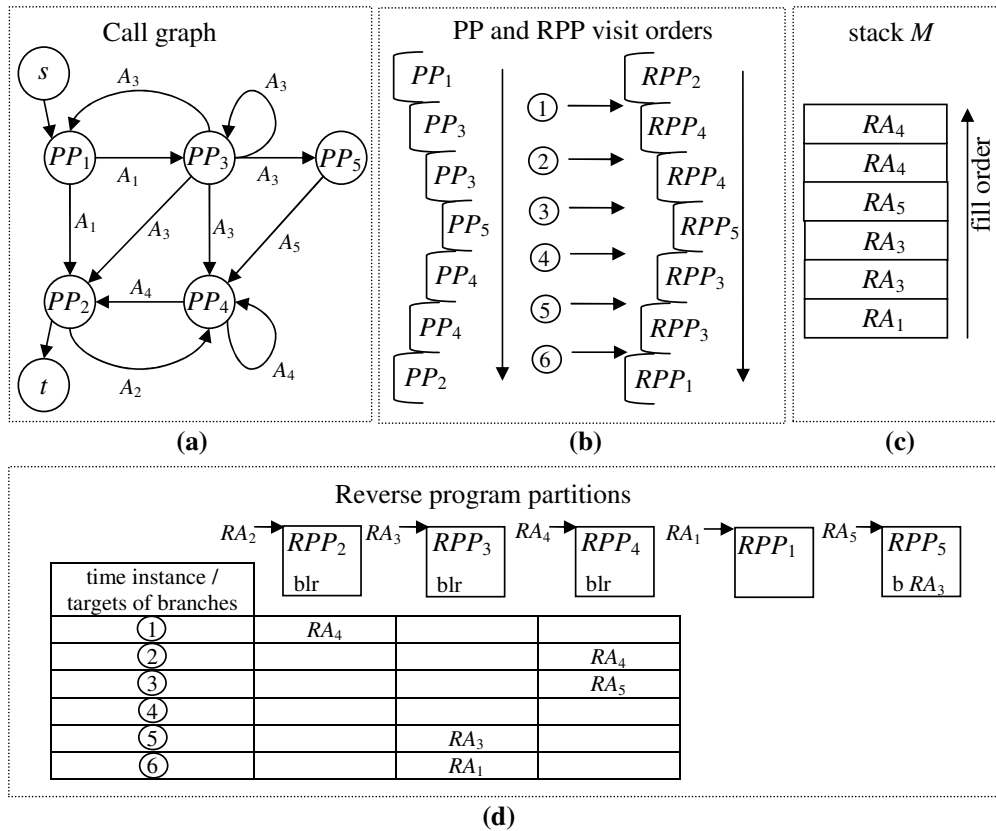 Call graph
s
A3
A3
PP1
PP3
PP5
A1
A3
A1
A3
A3
A5
PP2
A4
PP4
t
A2
A4
(a)
PP and RPP visit orders
PP1
PP3
PP3
PP5
PP4
PP4
PP2
1
2
3
4
5
6
RPP2
RPP4
RPP4
RPP5
RPP3
RPP3
RPP1
(b)
stack M
RA4
RA4
RA5
RA3
RA3
RA1
fill order
(c)
Reverse program partitions
RA2
RPP2
blr
RA3
RPP3
blr
RA4
RPP4
blr
RA1
RPP1
RA5
RPP5
b RA3
time instance /
targets of branches
1 RA4
2 RA4
3 RA5
4
5 RA3
6 RA1
(d)